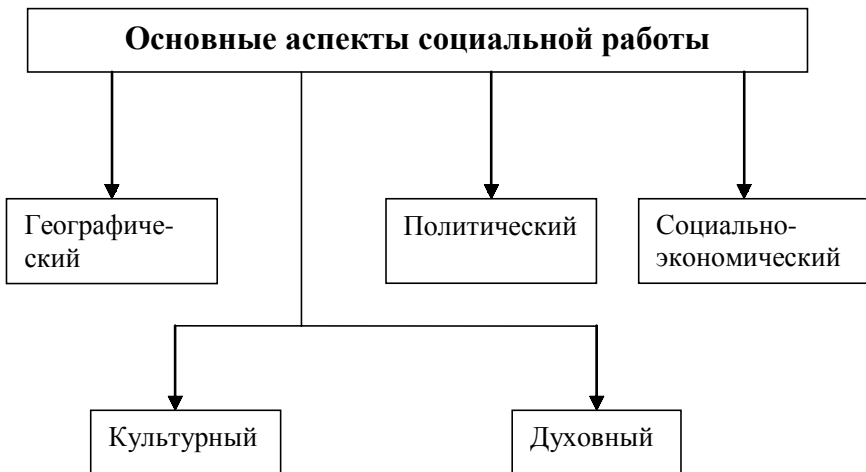 Основные аспекты социальной работы
Географиче-
ский
Политический
Социально-
экономический
Культурный
Духовный